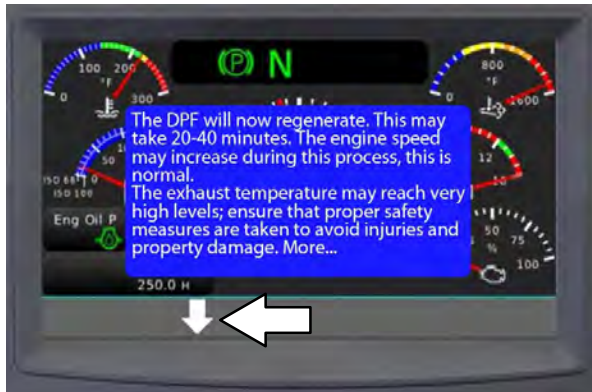 (P) N
100 200
°F
0 300
800
°F
0 1600
The DPF will now regenerate. This may
take 20-40 minutes. The engine speed
may increase during this process, this is
normal.
The exhaust temperature may reach very
high levels; ensure that proper safety
measures are taken to avoid injuries and
property damage. More...
50
12
ISO 100
Eng Oil P
50 75
%
100
250.0 H